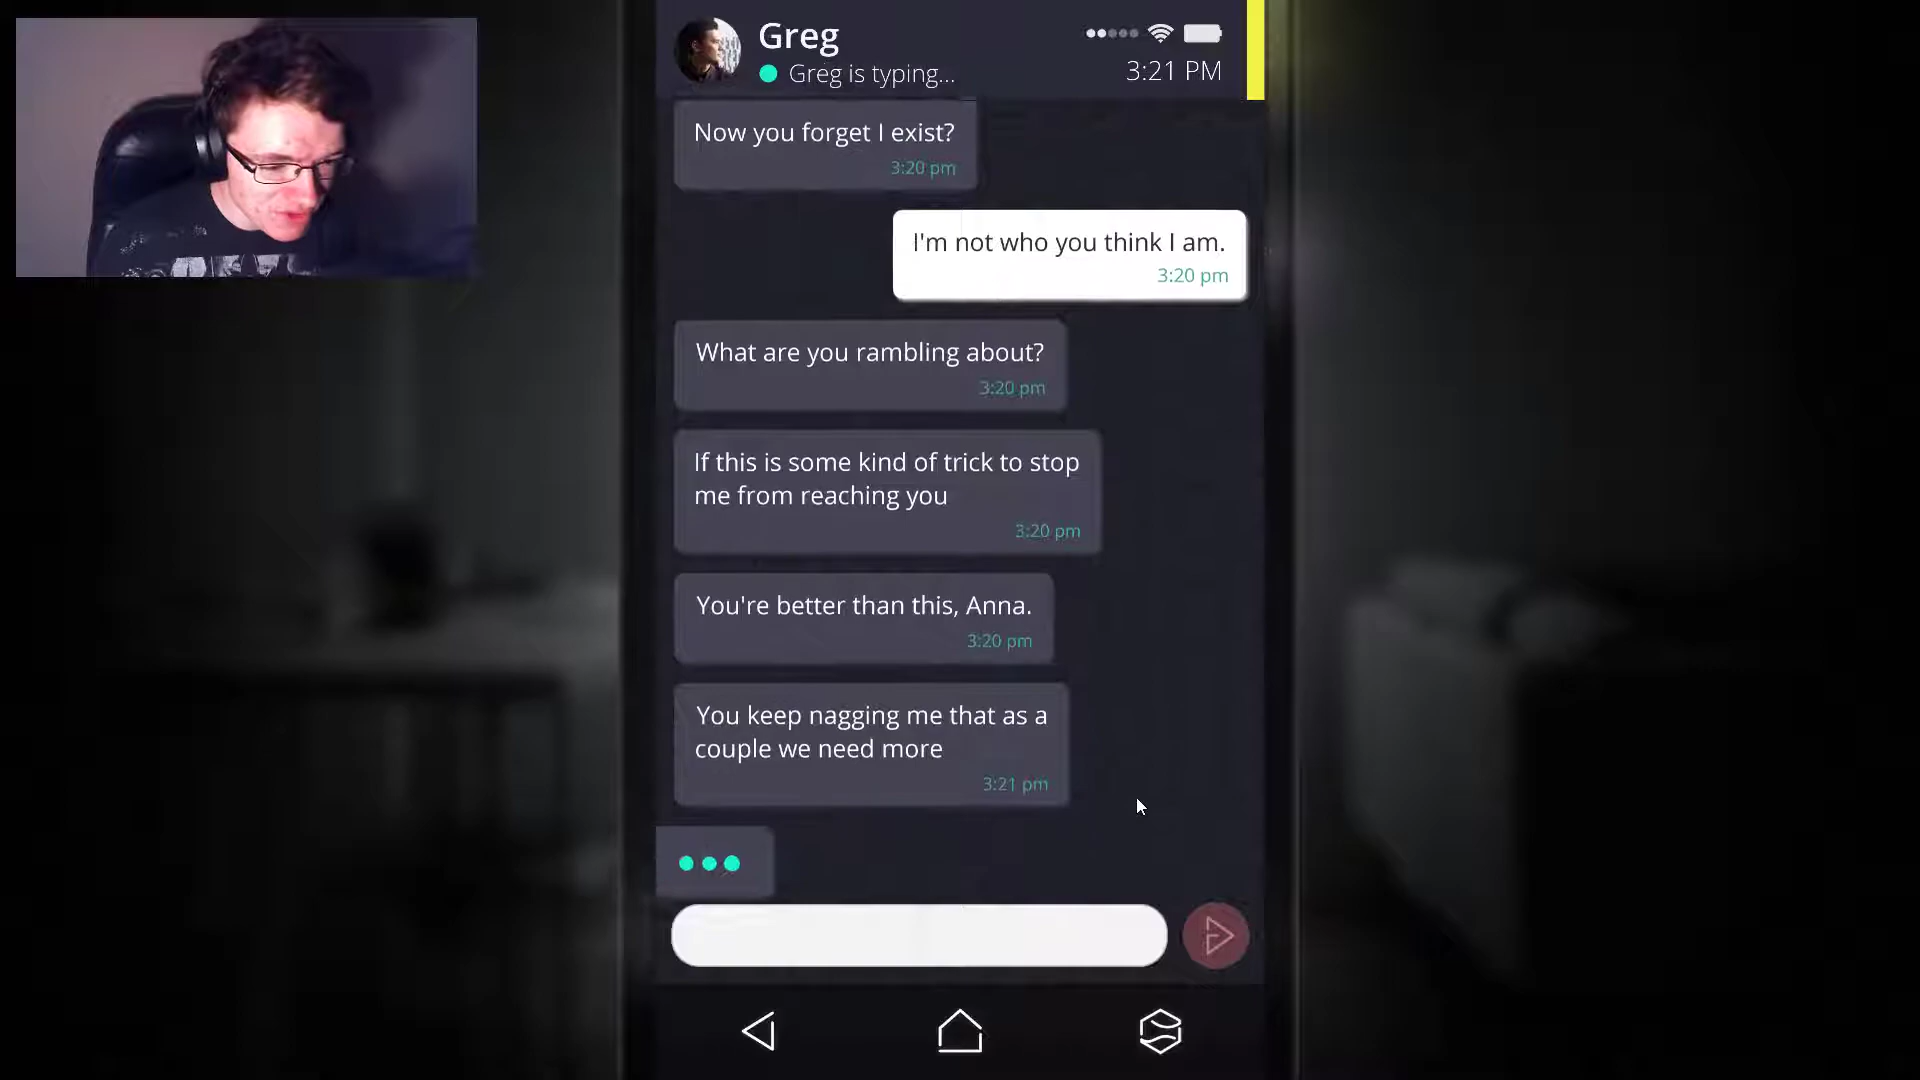 Greg
Greg is typing...
3:21 PM
Now you forget I exist?
3:20 pm
I'm not who you think I am.
3:20 pm
What are you rambling about?
3:20 pm
If this is some kind of trick to stop
me from reaching you
3:20 pm
You're better than this, Anna.
3:20 pm
You keep nagging me that as a
couple we need more
3:21 pm